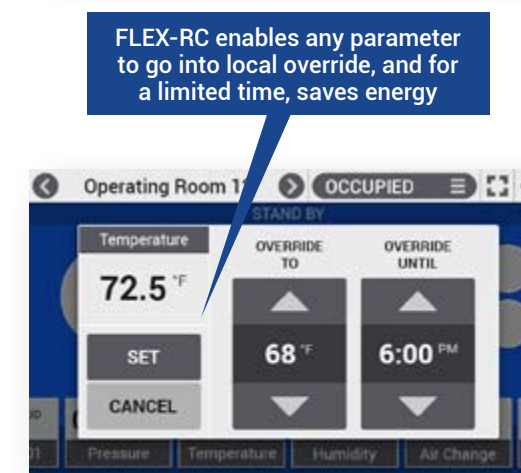 FLEX-RC enables any parameter
to go into local override, and for
a limited time, saves energy
Operating Room
OCCUPIED
STAND BY
Temperature
72.5 °F
SET
CANCEL
OVERRIDE
TO
68 °F
OVERRIDE
UNTIL
6:00 PM
Pressure
Temperature
Humidity
Air Change